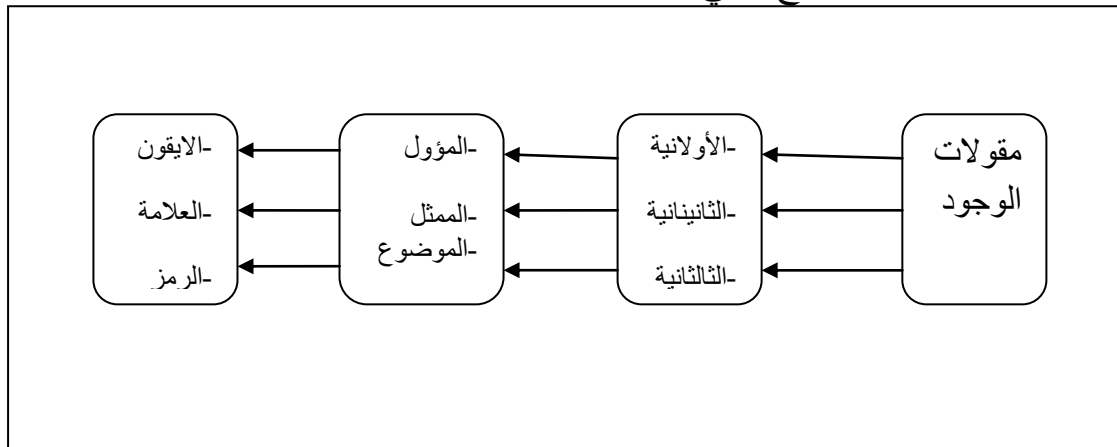 مقولات
الوجود
-الأولانية
-الثانينانية
-الثالثانية
-المؤول
-الممثل
-الموضوع
-الايقون
-العلامة
-الرمز